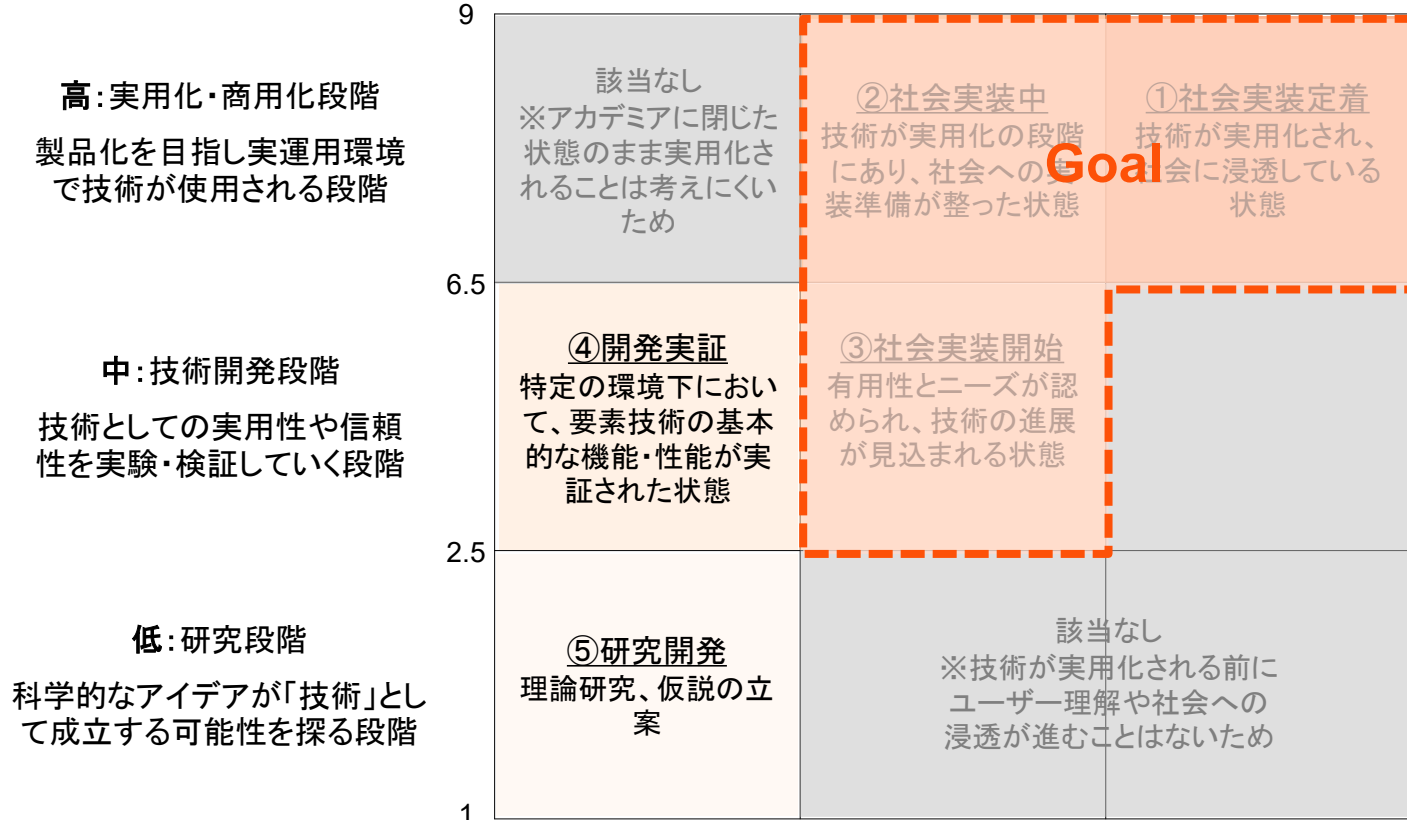 9
高：実用化・商用化段階
製品化を目指し実運用環境
で技術が使用される段階
該当なし
※アカデミアに閉じた
状態のまま実用化さ
れることは考えにくい
ため
②社会実装中
技術が実用化の段階
にあり、社会への実
装準備が整った状態
①社会実装定着
技術が実用化され、
社会に浸透している
状態
Goal
6.5
中：技術開発段階
技術としての実用性や信頼
性を実験・検証していく段階
④開発実証
特定の環境下におい
て、要素技術の基本
的な機能・性能が実
証された状態
③社会実装開始
有用性とニーズが認
められ、技術の進展
が見込まれる状態
2.5
低：研究段階
科学的なアイデアが「技術」とし
て成立する可能性を探る段階
⑤研究開発
理論研究、仮説の立
案
該当なし
※技術が実用化される前に
ユーザー理解や社会への
浸透が進むことはないため
1